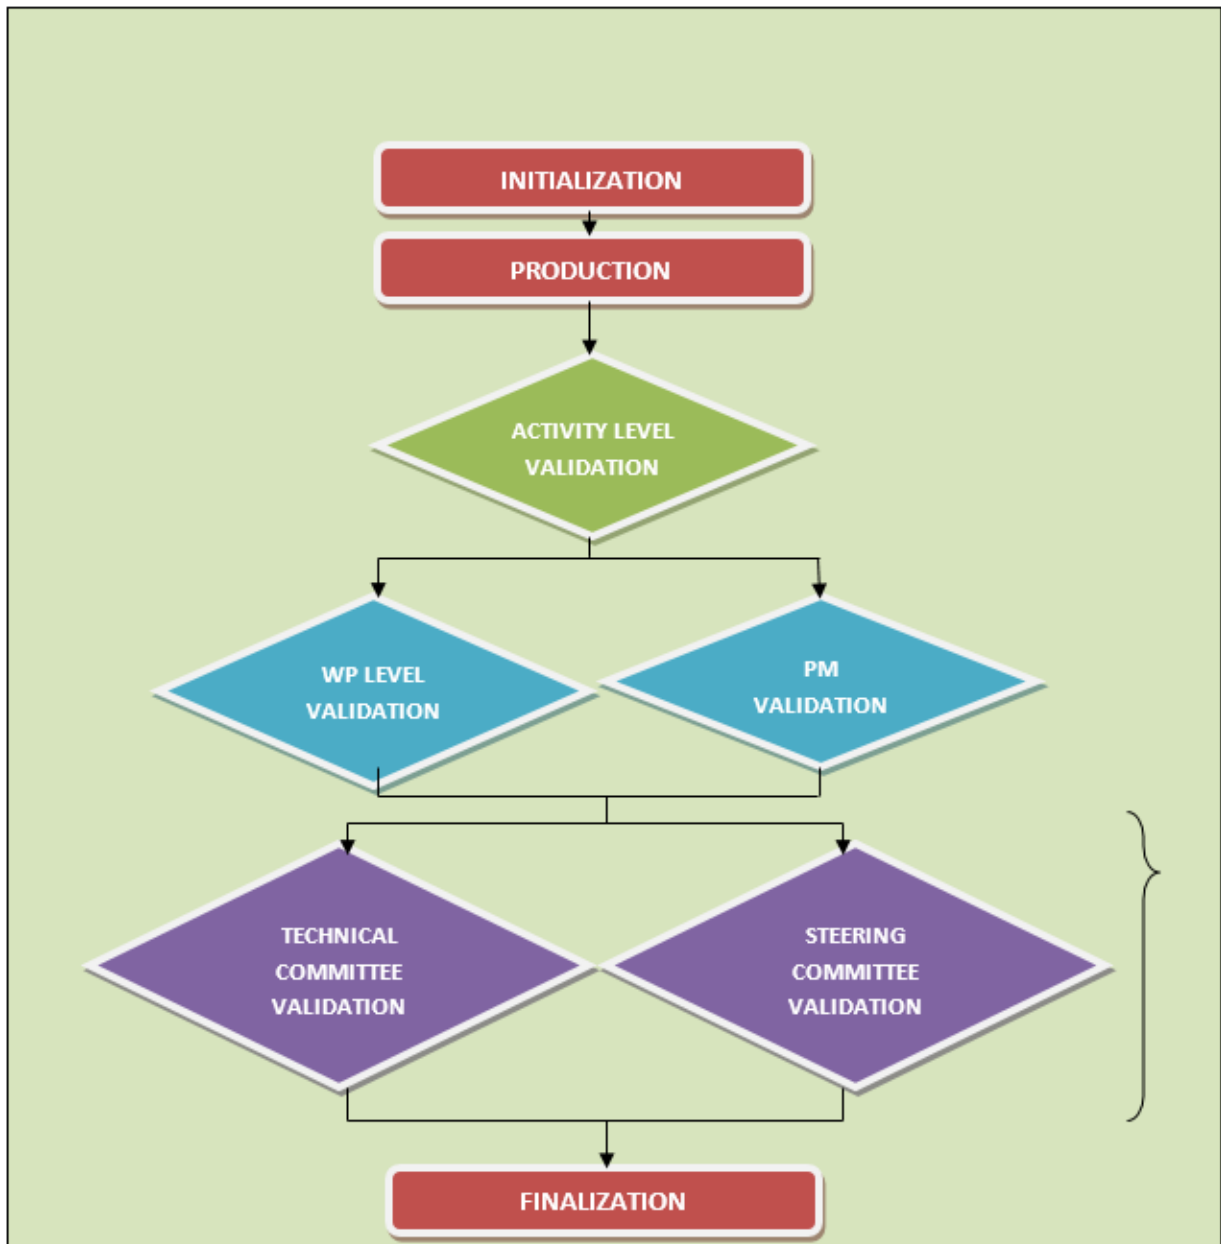 INITIALIZATION
PRODUCTION
ACTIVITY LEVEL
VALIDATION
WP LEVEL
VALIDATION
PM
VALIDATION
TECHNICAL
COMMITTEE
VALIDATION
STEERING
COMMITTEE
VALIDATION
FINALIZATION